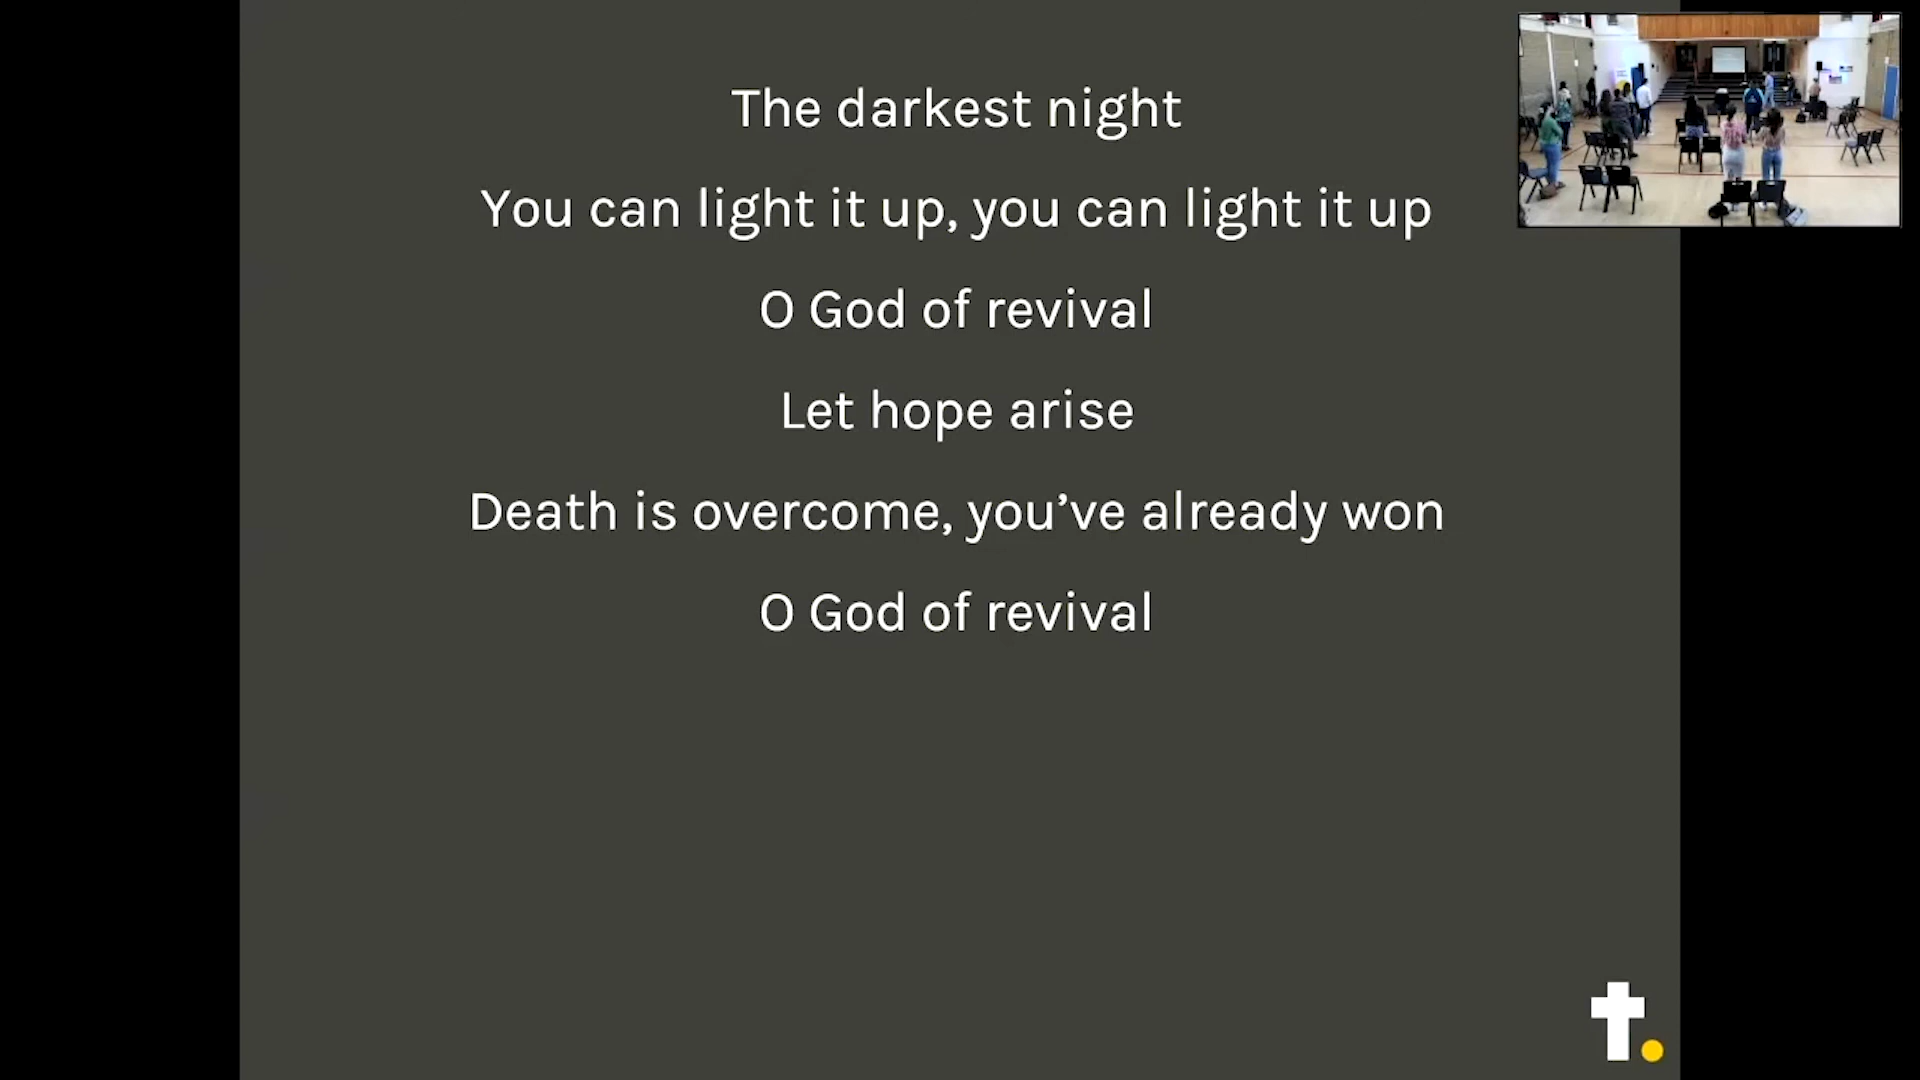 The darkest night
You can light it up, you can light it up
O God of revival
Let hope arise
Death is overcome, you’ve already won
O God of revival